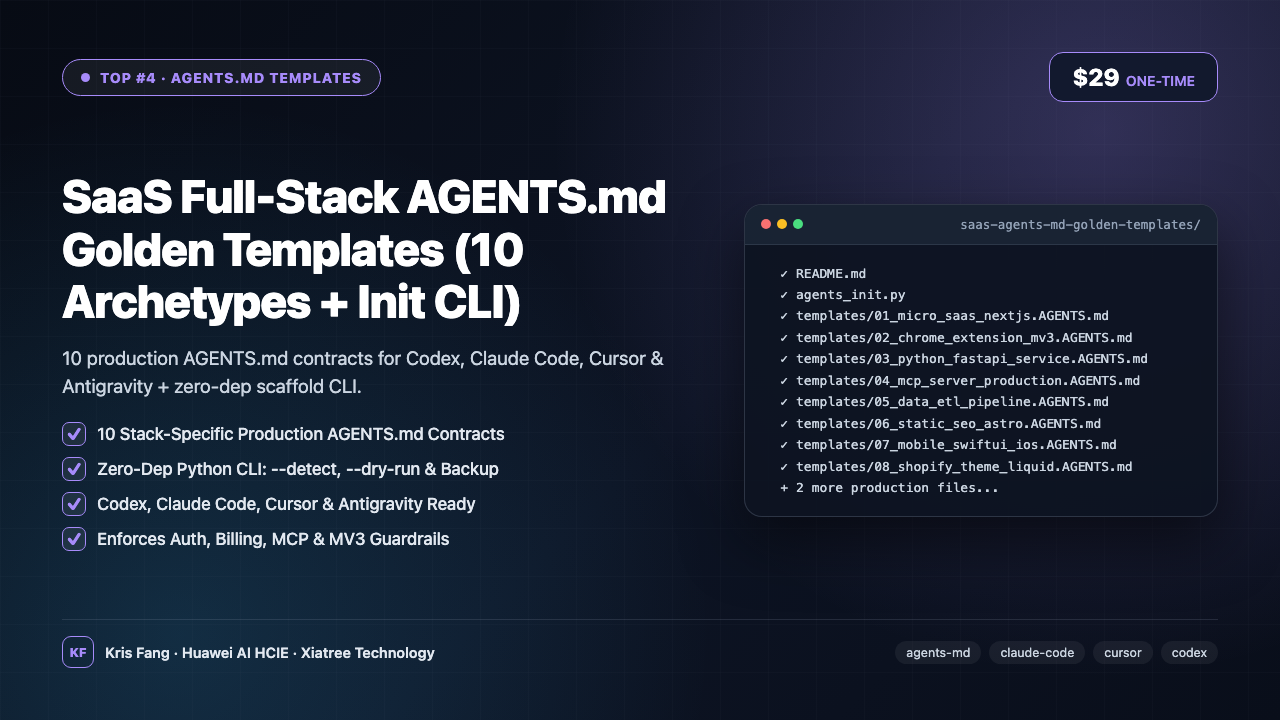 TOP #4 · AGENTS.MD TEMPLATES
$29 ONE-TIME
SaaS Full-Stack AGENTS.md
Golden Templates (10
Archetypes + Init CLI)
10 production AGENTS.md contracts for Codex, Claude Code, Cursor &
Antigravity + zero-dep scaffold CLI.
10 Stack-Specific Production AGENTS.md Contracts
Zero-Dep Python CLI: --detect, --dry-run & Backup
Codex, Claude Code, Cursor & Antigravity Ready
Enforces Auth, Billing, MCP & MV3 Guardrails
saas-agents-md-golden-templates/
✓ README.md
✓ agents_init.py
✓ templates/01_micro_saas_nextjs.AGENTS.md
✓ templates/02_chrome_extension_mv3.AGENTS.md
✓ templates/03_python_fastapi_service.AGENTS.md
✓ templates/04_mcp_server_production.AGENTS.md
✓ templates/05_data_etl_pipeline.AGENTS.md
✓ templates/06_static_seo_astro.AGENTS.md
✓ templates/07_mobile_swiftui_ios.AGENTS.md
✓ templates/08_shopify_theme_liquid.AGENTS.md
+ 2 more production files...
KF
Kris Fang · Huawei AI HCIE · Xiatree Technology
agents-md
claude-code
cursor
codex